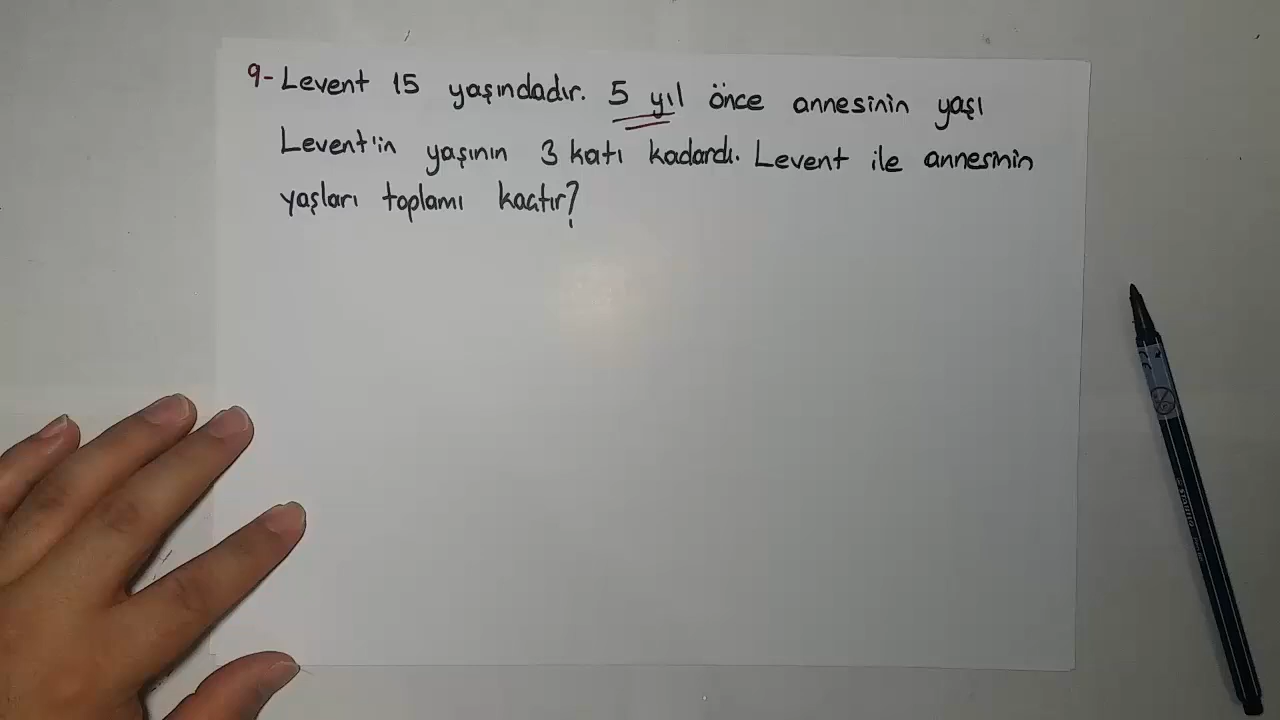 9- Levent 15 yaşındadır. 5 yıl önce annesinin yaşı
Levent'in yaşının 3 katı kadardı. Levent ile annesinin
yaşları toplamı kaçtır?